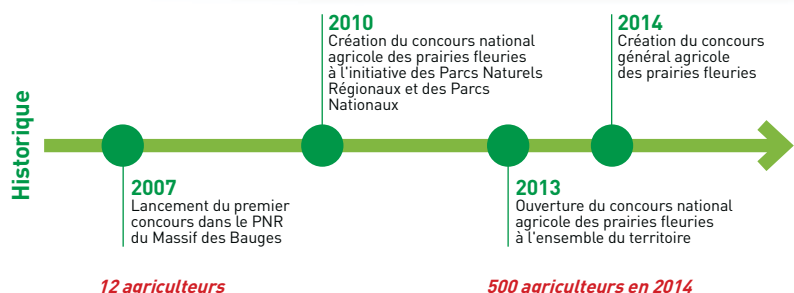 Historique
2007
Lancement du premier
concours dans le PNR
du Massif des Bauges
2010
Création du concours national
agricole des prairies fleuries
à l'initiative des Parcs Naturels
Régionaux et des Parcs
Nationaux
2013
Ouverture du concours national
agricole des prairies fleuries
à l'ensemble du territoire
2014
Création du concours
général agricole
des prairies fleuries
12 agriculteurs
500 agriculteurs en 2014